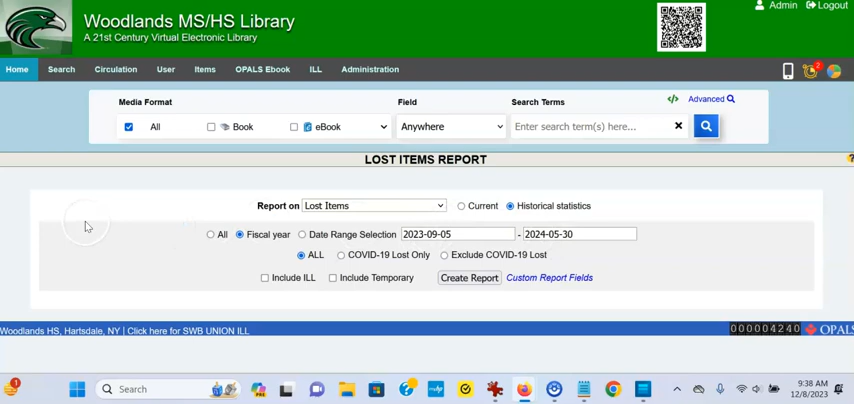 Woodlands MS/HS Library
A 21st Century Virtual Electronic Library
Admin Logout
Home Search Circulation User Items OPALS Ebook ILL Administration 2
Media Format Field Search Terms </> Advanced
All Book eBook Anywhere Enter search term(s) here...
LOST ITEMS REPORT ?
Report on Lost Items Current Historical statistics
All Fiscal year Date Range Selection 2023-09-05 - 2024-05-30
ALL COVID-19 Lost Only Exclude COVID-19 Lost
Include ILL Include Temporary Create Report Custom Report Fields
Woodlands HS, Hartsdale, NY | Click here for SWB UNION ILL 000004240 OPALS
1 Search PRE 9:38 AM
12/8/2023